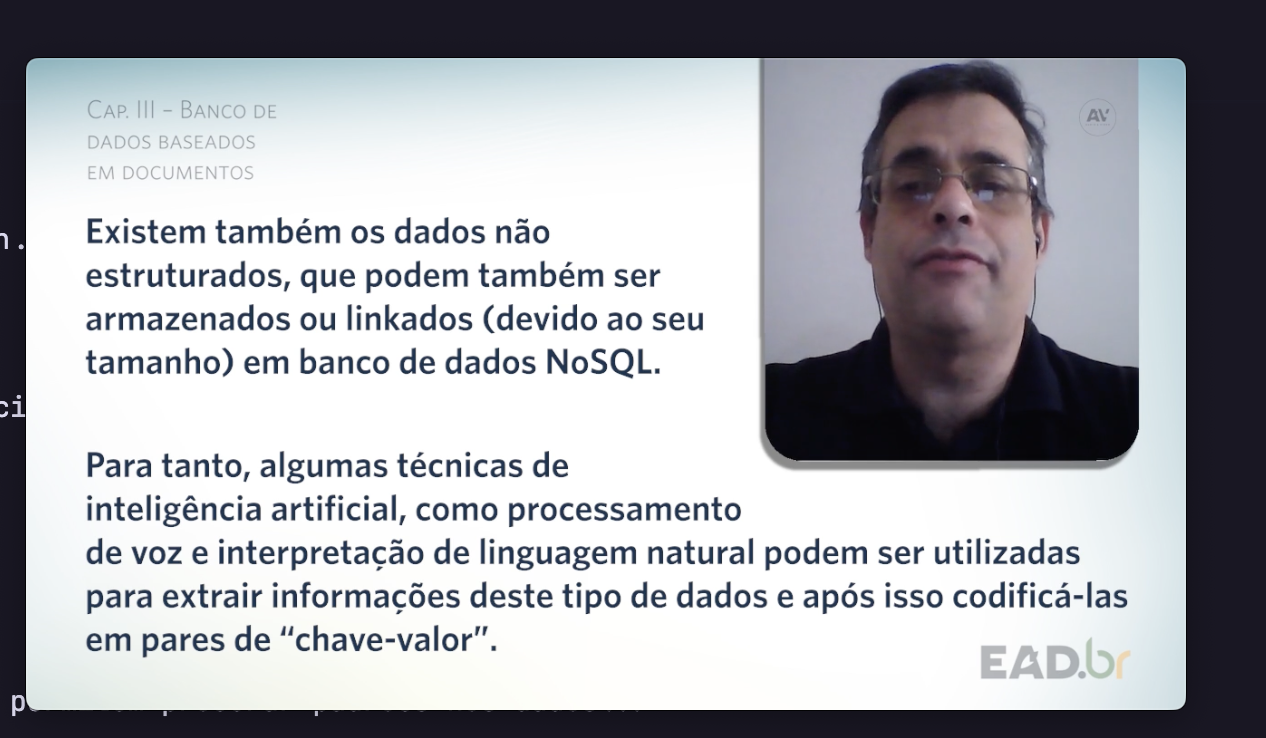 Cap. III – Banco de
dados baseados
em documentos
AV
Existem também os dados não
estruturados, que podem também ser
n.
armazenados ou linkados (devido ao seu
tamanho) em banco de dados NoSQL.
ci
Para tanto, algumas técnicas de
inteligência artificial, como processamento
de voz e interpretação de linguagem natural podem ser utilizadas
para extrair informações deste tipo de dados e após isso codificá-las
em pares de “chave-valor”.
EAD.br